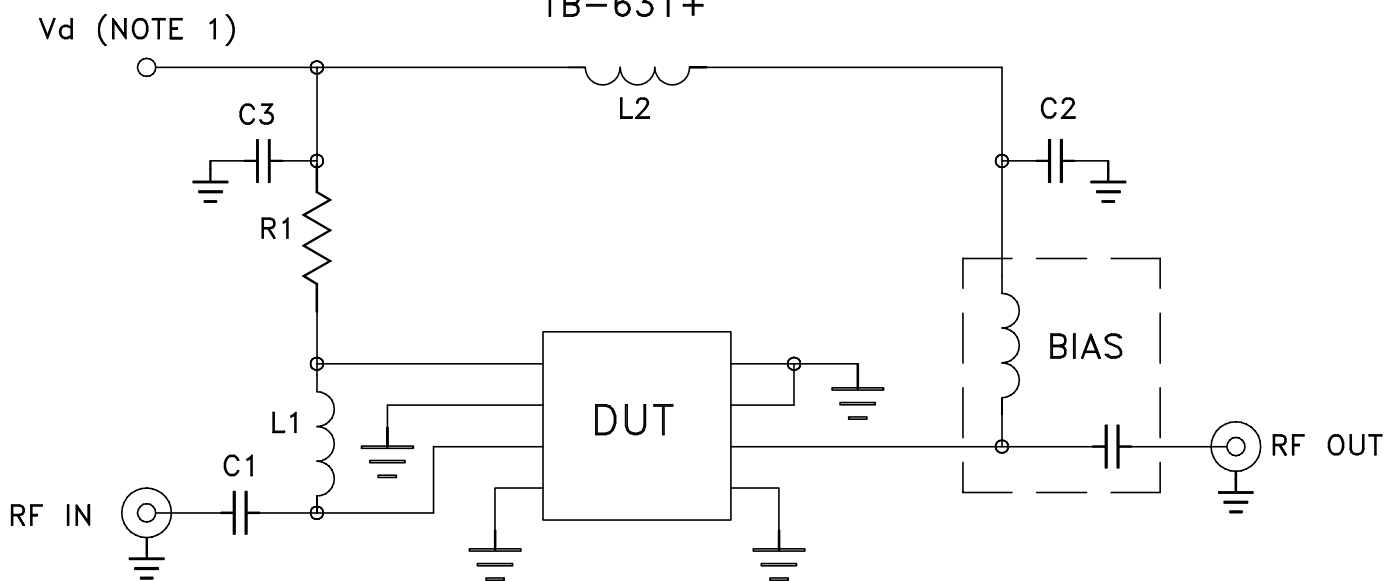 TB-631+
Vd (NOTE 1)
C3
L2
C2
R1
BIAS
DUT
L1
C1
RF OUT
RF IN